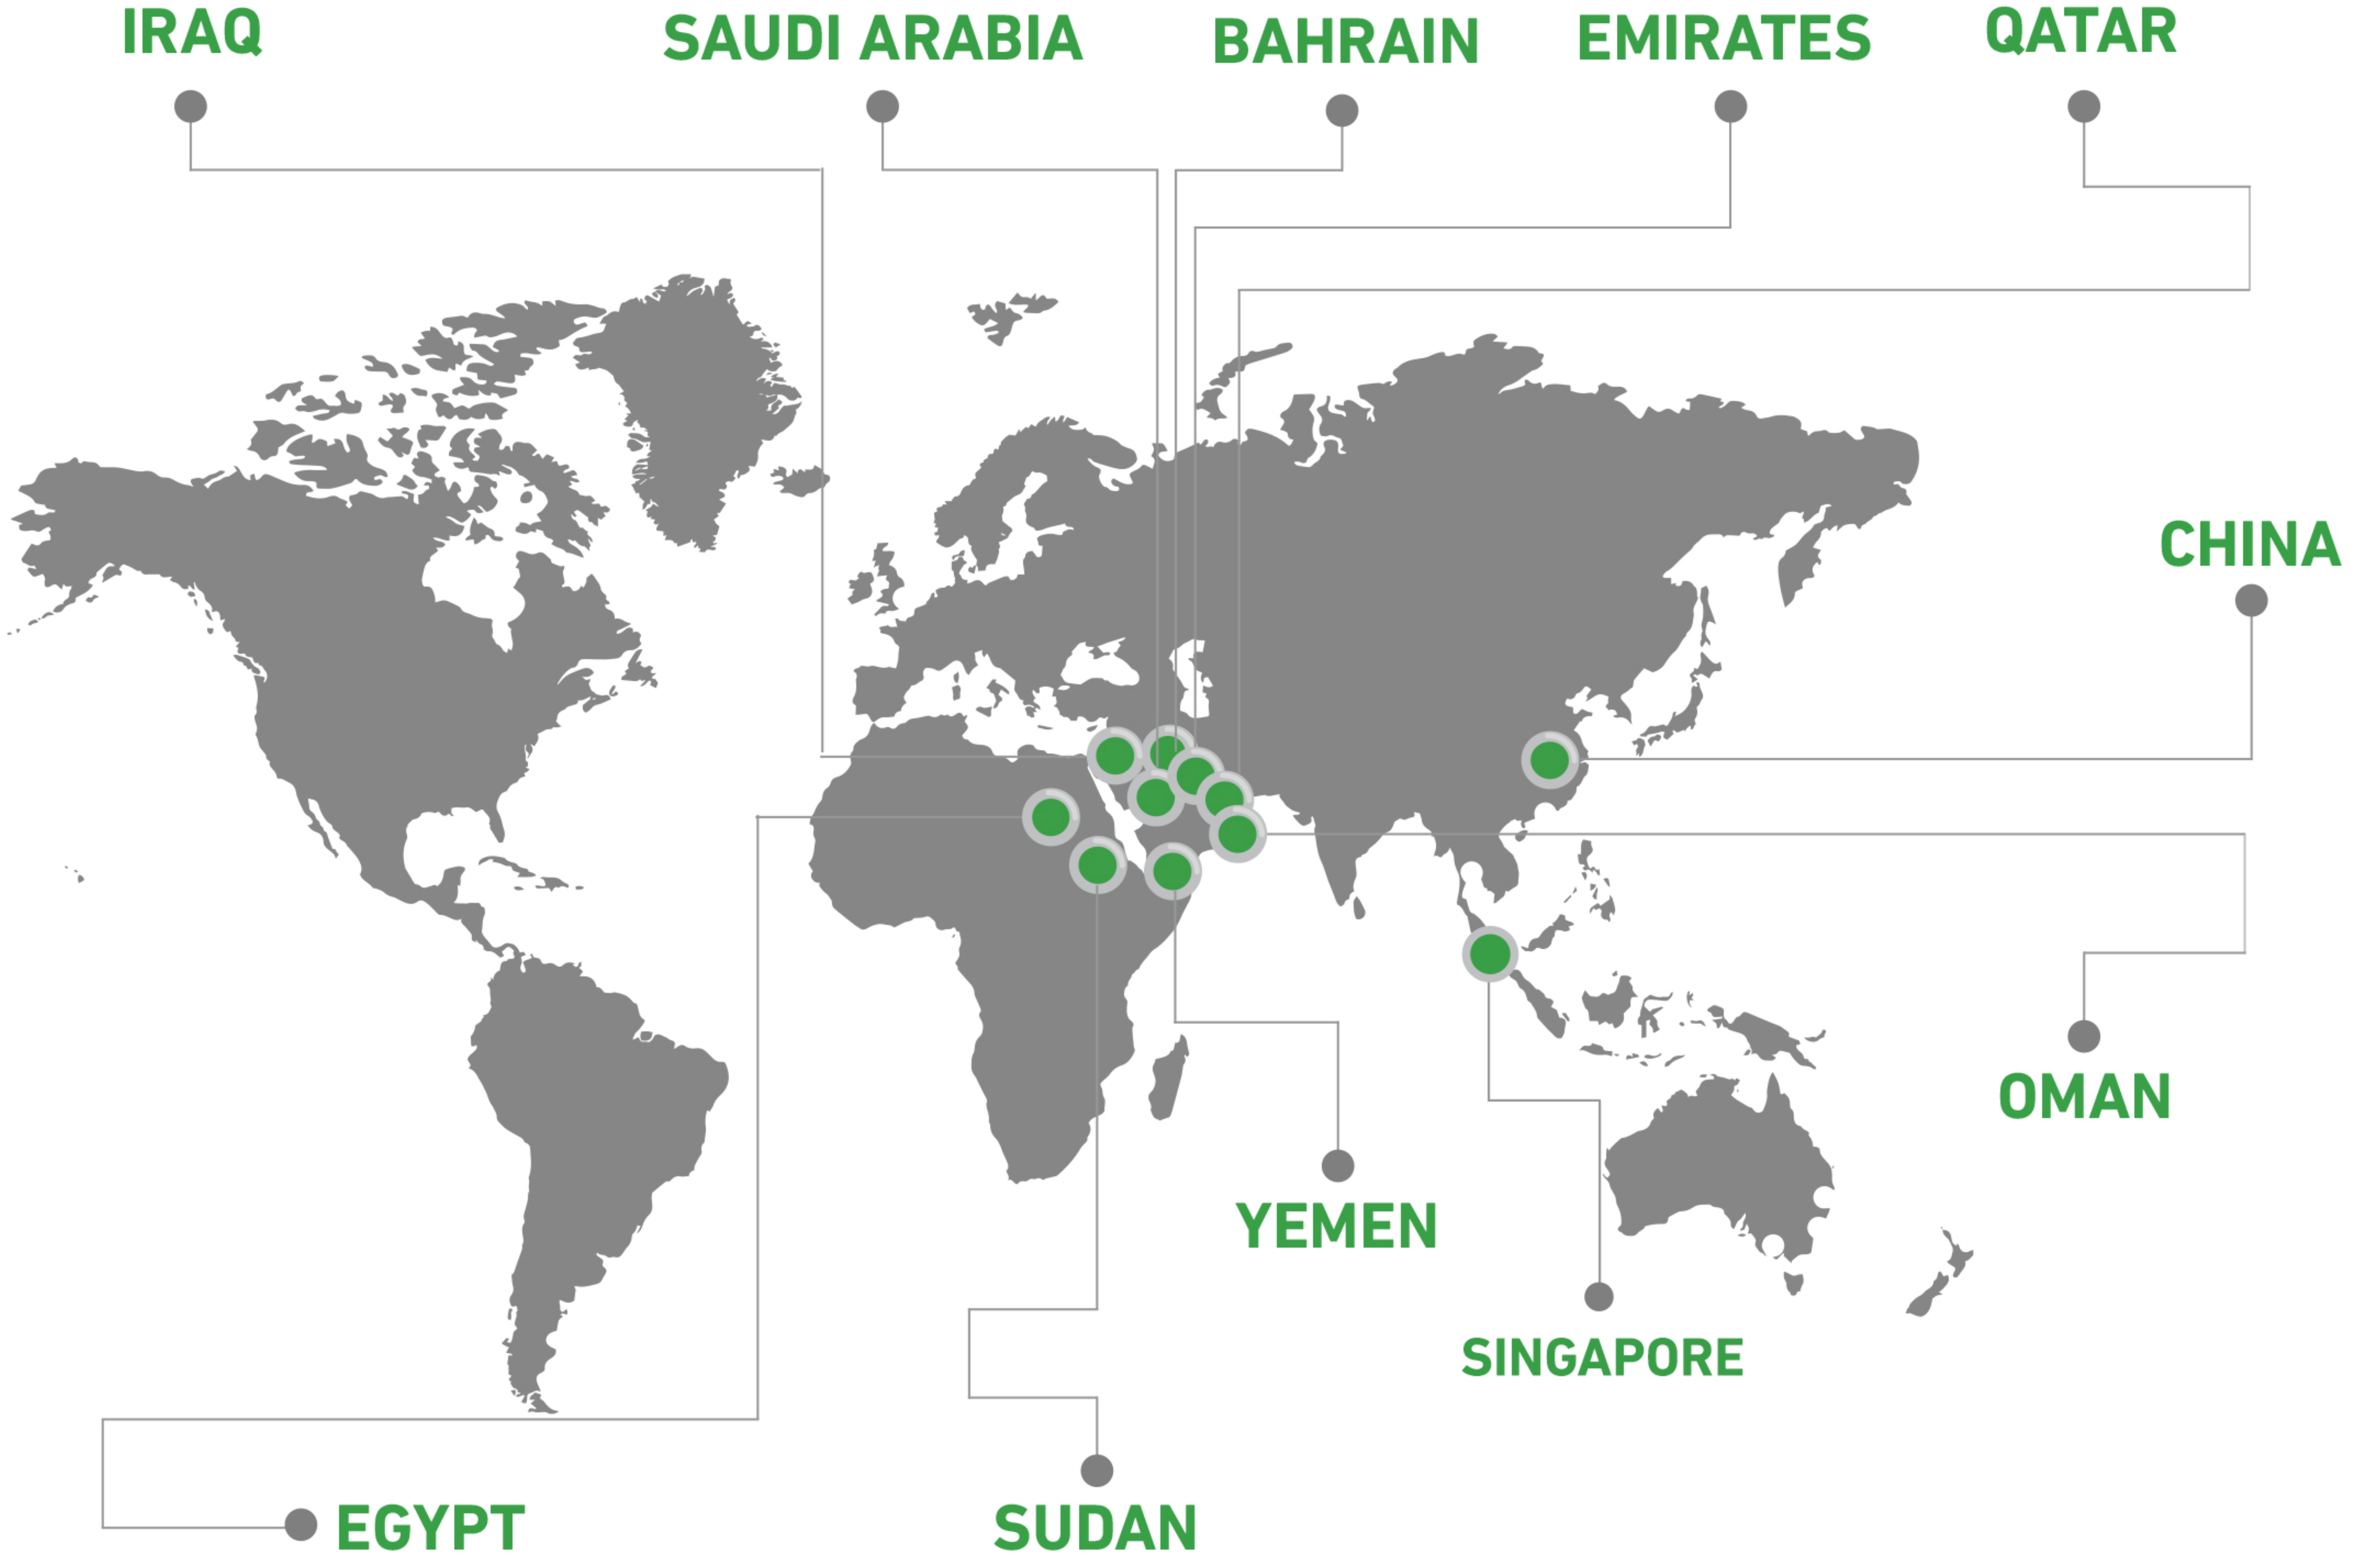 IRAQ
SAUDI ARABIA
BAHRAIN
EMIRATES
QATAR
CHINA
OMAN
YEMEN
SINGAPORE
EGYPT
SUDAN